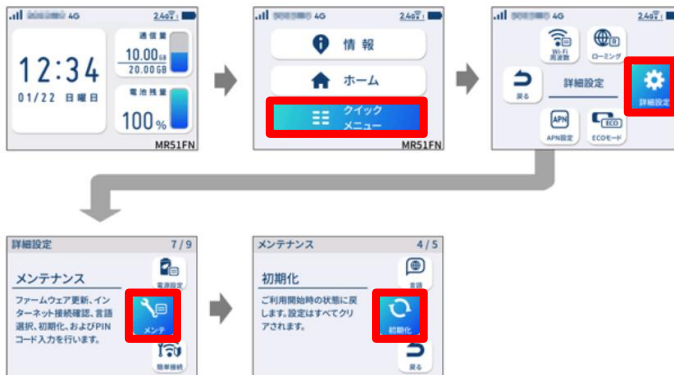 4G 2.4G
12:34
01/22 日曜日
通信量
10.00GB
20.00GB
電池残量
100%
MR51FN
4G 2.4G
情報
ホーム
クイック
メニュー
MR51FN
4G 2.4G
Wi-Fi
周波数
ローミング
戻る
詳細設定
詳細設定
APN
APN設定
ECO
ECOモード
詳細設定 7/9
メンテナンス
ファームウェア更新、イン
ターネット接続確認、言語
選択、初期化、およびPIN
コード入力を行います。
電源設定
メンテ
簡単接続
メンテナンス 4/5
初期化
ご利用開始時の状態に戻
します。設定はすべてクリ
アされます。
言語
初期化
戻る